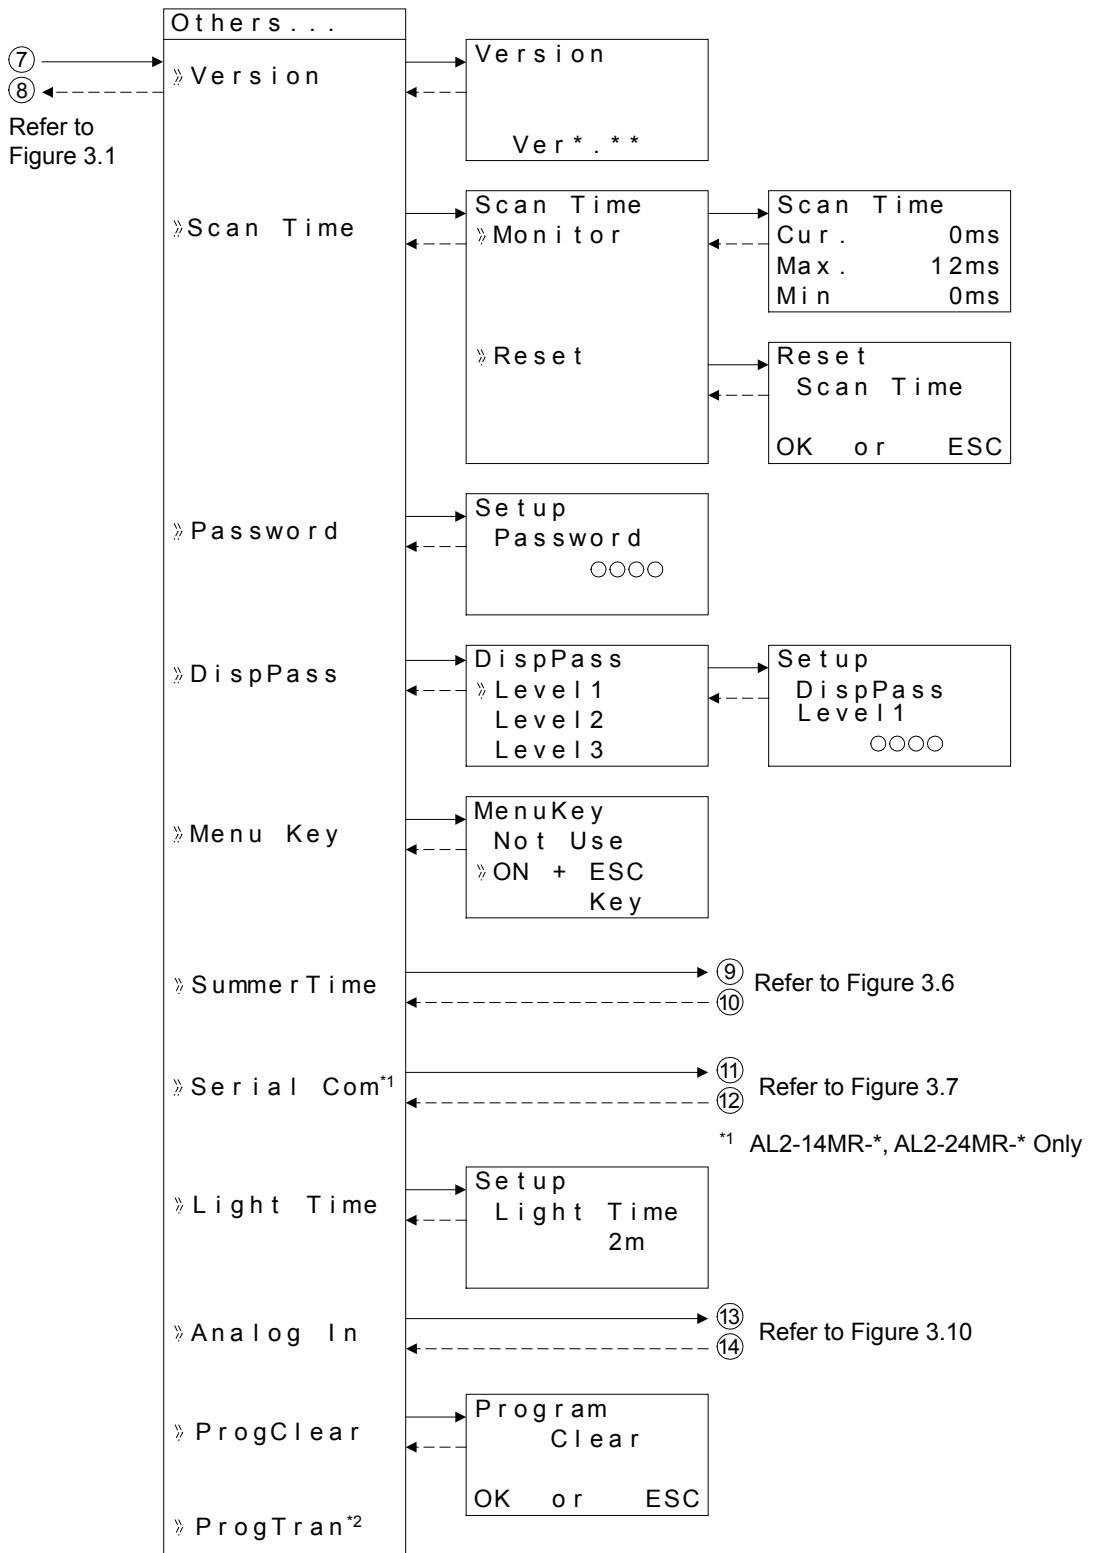 Others...
⑦
⑧
Refer to
Figure 3.1
»Version
Version
Ver*.**
»Scan Time
Scan Time
»Monitor
»Reset
Scan Time
Cur. 0ms
Max. 12ms
Min 0ms
Reset
Scan Time
OK or ESC
»Password
Setup
Password
○○○○
»DispPass
DispPass
»Level1
Level2
Level3
Setup
DispPass
Level1
○○○○
»Menu Key
MenuKey
Not Use
»ON + ESC
Key
»SummerTime
⑨
⑩
Refer to Figure 3.6
»Serial Com*1
⑪
⑫
Refer to Figure 3.7
*1 AL2-14MR-*, AL2-24MR-* Only
»Light Time
Setup
Light Time
2m
»Analog In
⑬
⑭
Refer to Figure 3.10
»ProgClear
Program
Clear
OK or ESC
»ProgTran*2